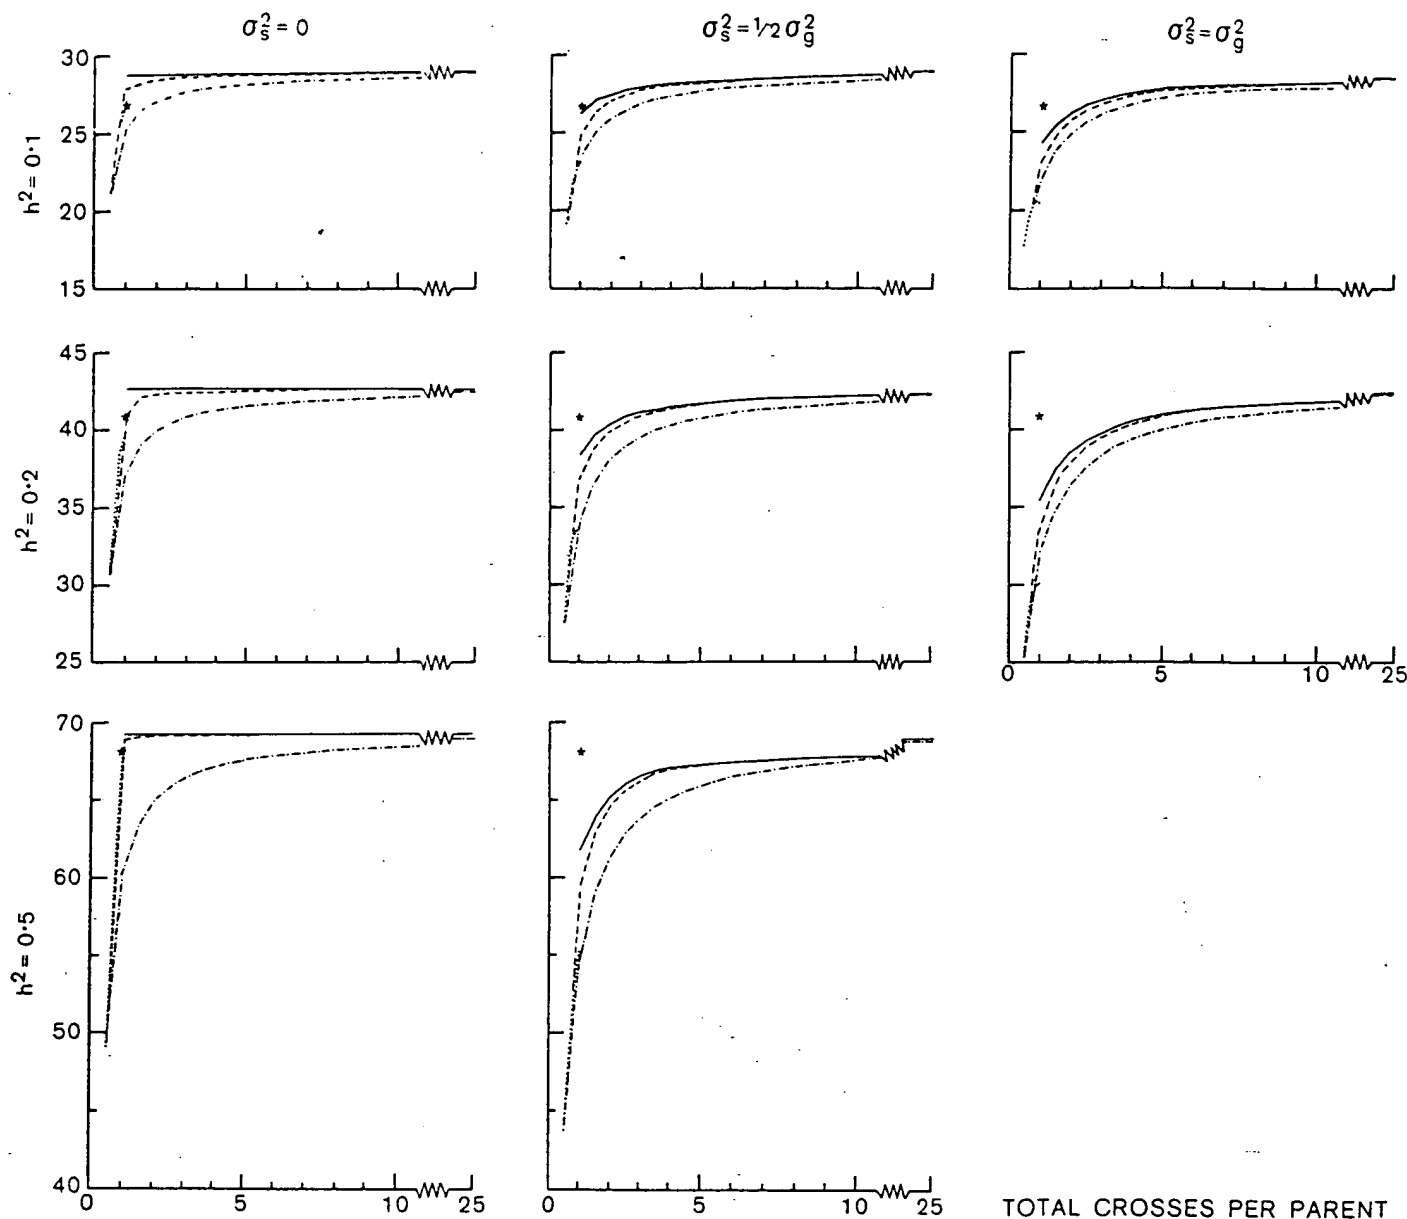 σ²ₛ = 0
σ²ₛ = 1/2 σ²g
σ²ₛ = σ²g
30
25
20
15
h² = 0·1
45
40
35
30
25
h² = 0·2
0 5 10 25
70
60
50
40
h² = 0·5
0 5 10 25
0 5 10 25
TOTAL CROSSES PER PARENT